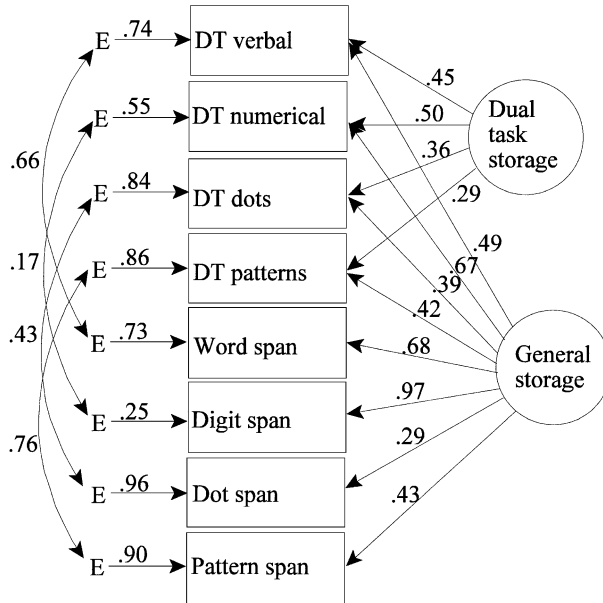 E .74 DT verbal
.45
E .55 DT numerical
.50
Dual
task
storage
.66
.36
E .84 DT dots
.29
.49
.17
E .86 DT patterns
.67
.39
.42
.43
E .73 Word span
.68
General
storage
.97
E .25 Digit span
.76
.29
E .96 Dot span
.43
E .90 Pattern span